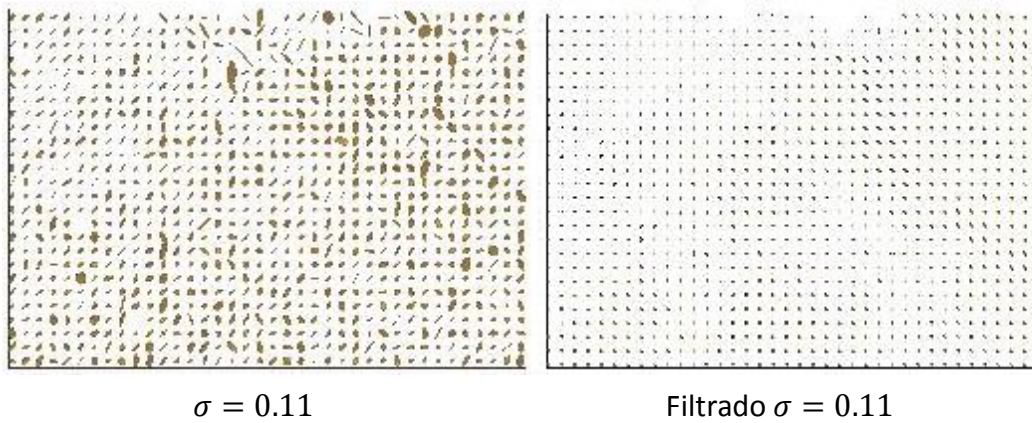 𝜎 = 0.11
Filtrado 𝜎 = 0.11